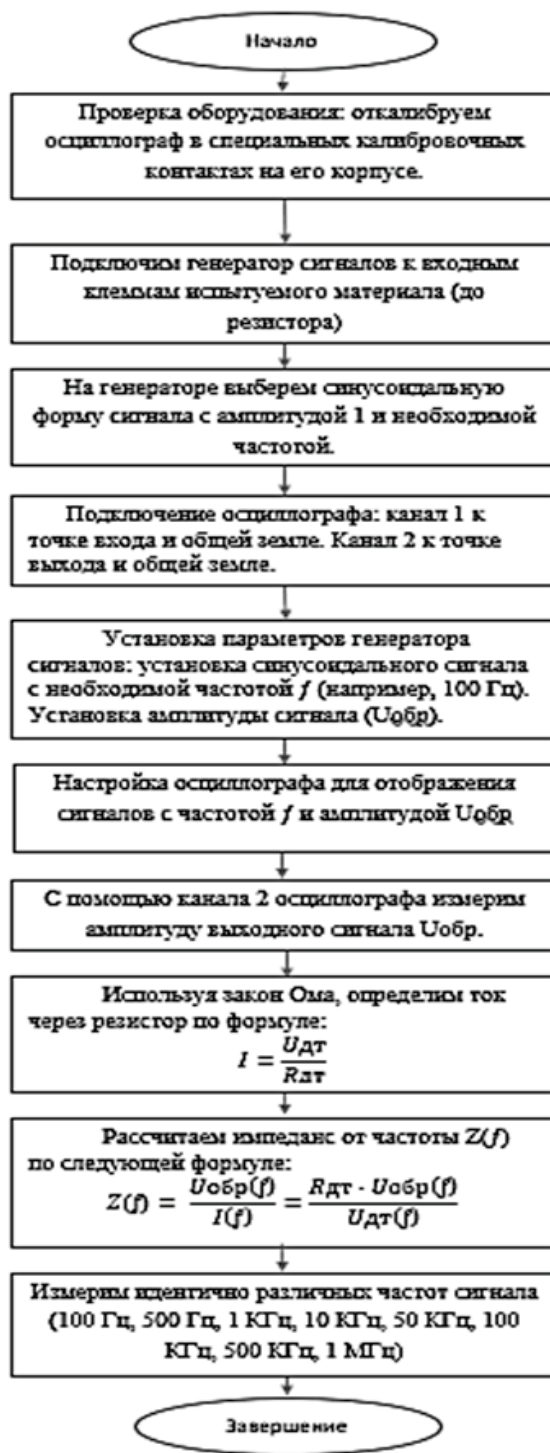 Начало
Проверка оборудования: откалибруем
осциллограф в специальных калибровочных
контактах на его корпусе.
Подключим генератор сигналов к входным
клеммам испытуемого материала (до
резистора)
На генераторе выберем синусоидальную
форму сигнала с амплитудой 1 и необходимой
частотой.
Подключение осциллографа: канал 1 к
точке входа и общей земле. Канал 2 к точке
выхода и общей земле.
Установка параметров генератора
сигналов: установка синусоидального сигнала
с необходимой частотой f (например, 100 Гц).
Установка амплитуды сигнала (Uобр).
Настройка осциллографа для отображения
сигналов с частотой f и амплитудой Uобр
С помощью канала 2 осциллографа измерим
амплитуду выходного сигнала Uобр.
Используя закон Ома, определим ток
через резистор по формуле:
I = Uдт / Rдт
Рассчитаем импеданс от частоты Z(f)
по следующей формуле:
Z(f) = Uобр(f) / I(f) = Rдт · Uобр(f) / Uдт(f)
Измерим идентично различных частот сигнала
(100 Гц, 500 Гц, 1 КГц, 10 КГц, 50 КГц, 100
КГц, 500 КГц, 1 МГц)
Завершение